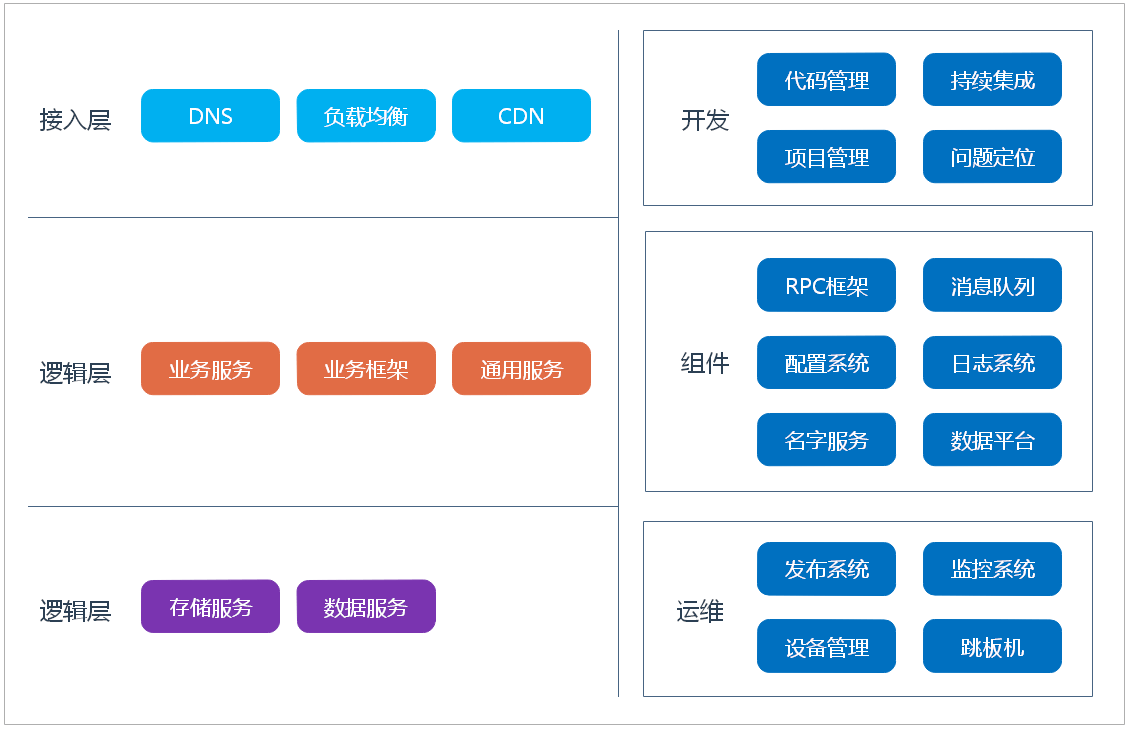 接入层
DNS
负载均衡
CDN
逻辑层
业务服务
业务框架
通用服务
逻辑层
存储服务
数据服务
开发
代码管理
持续集成
项目管理
问题定位
组件
RPC框架
消息队列
配置系统
日志系统
名字服务
数据平台
运维
发布系统
监控系统
设备管理
跳板机